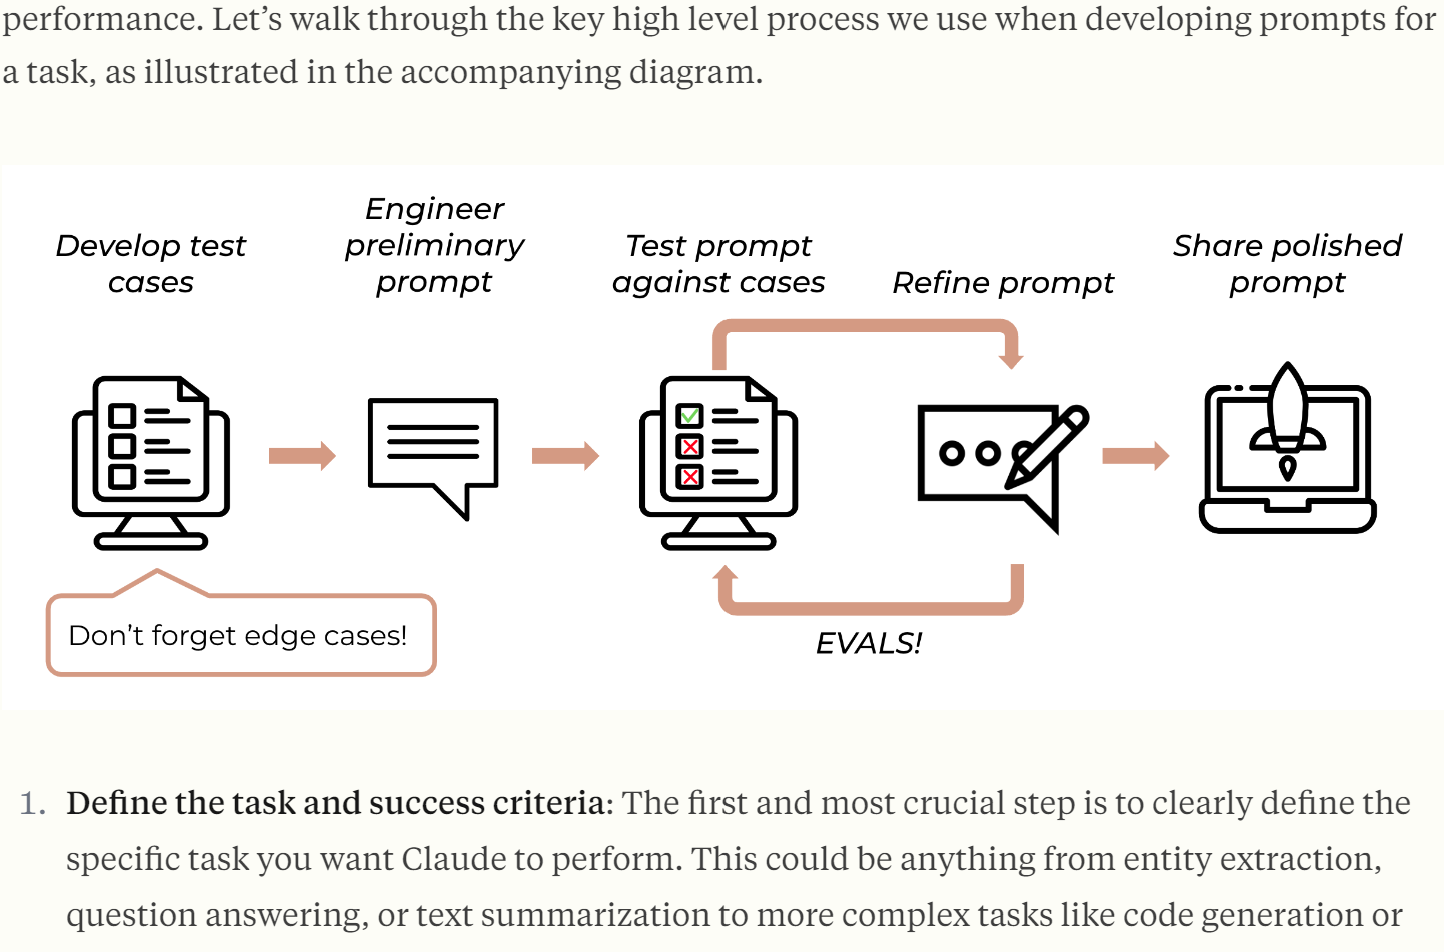 performance. Let’s walk through the key high level process we use when developing prompts for
a task, as illustrated in the accompanying diagram.
Develop test
cases
Engineer
preliminary
prompt
Test prompt
against cases
Refine prompt
Share polished
prompt
Don’t forget edge cases!
EVALS!
1. Define the task and success criteria: The first and most crucial step is to clearly define the
specific task you want Claude to perform. This could be anything from entity extraction,
question answering, or text summarization to more complex tasks like code generation or